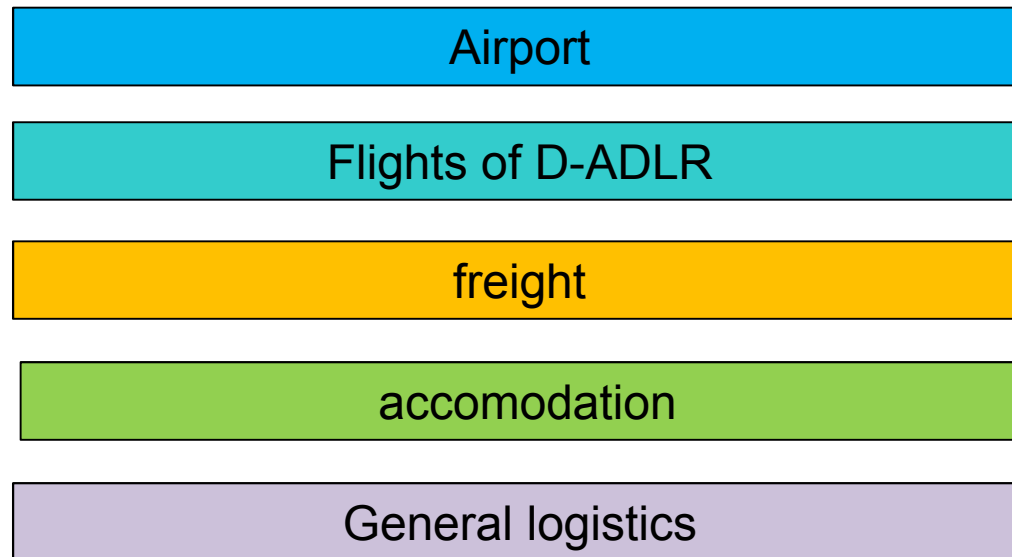 Airport
Flights of D-ADLR
freight
accomodation
General logistics